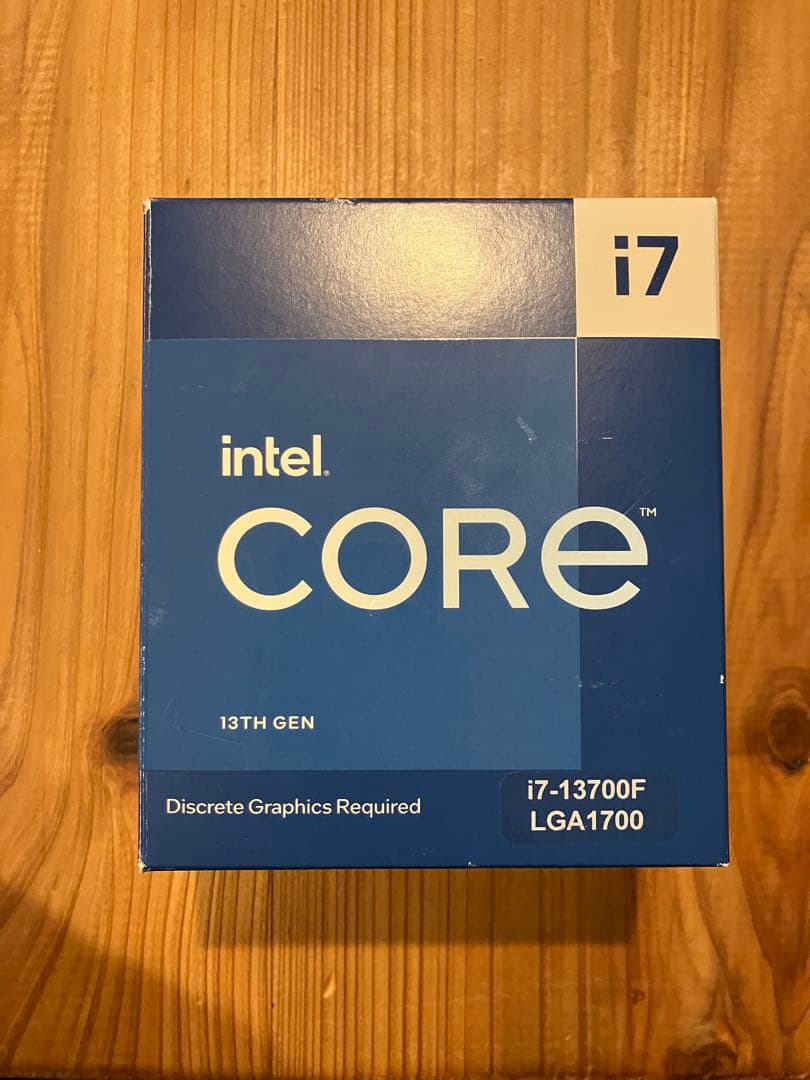 i7
intel.
CORe™
13TH GEN
Discrete Graphics Required
i7-13700F
LGA1700